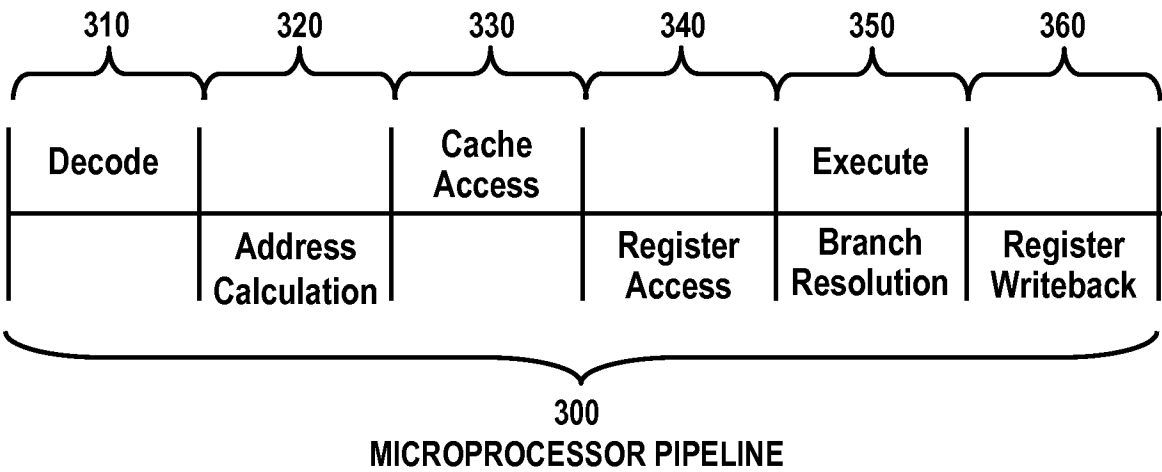 310 320 330 340 350 360
Decode Cache Execute
Access
Address Register Branch Register
Calculation Access Resolution Writeback
300
MICROPROCESSOR PIPELINE